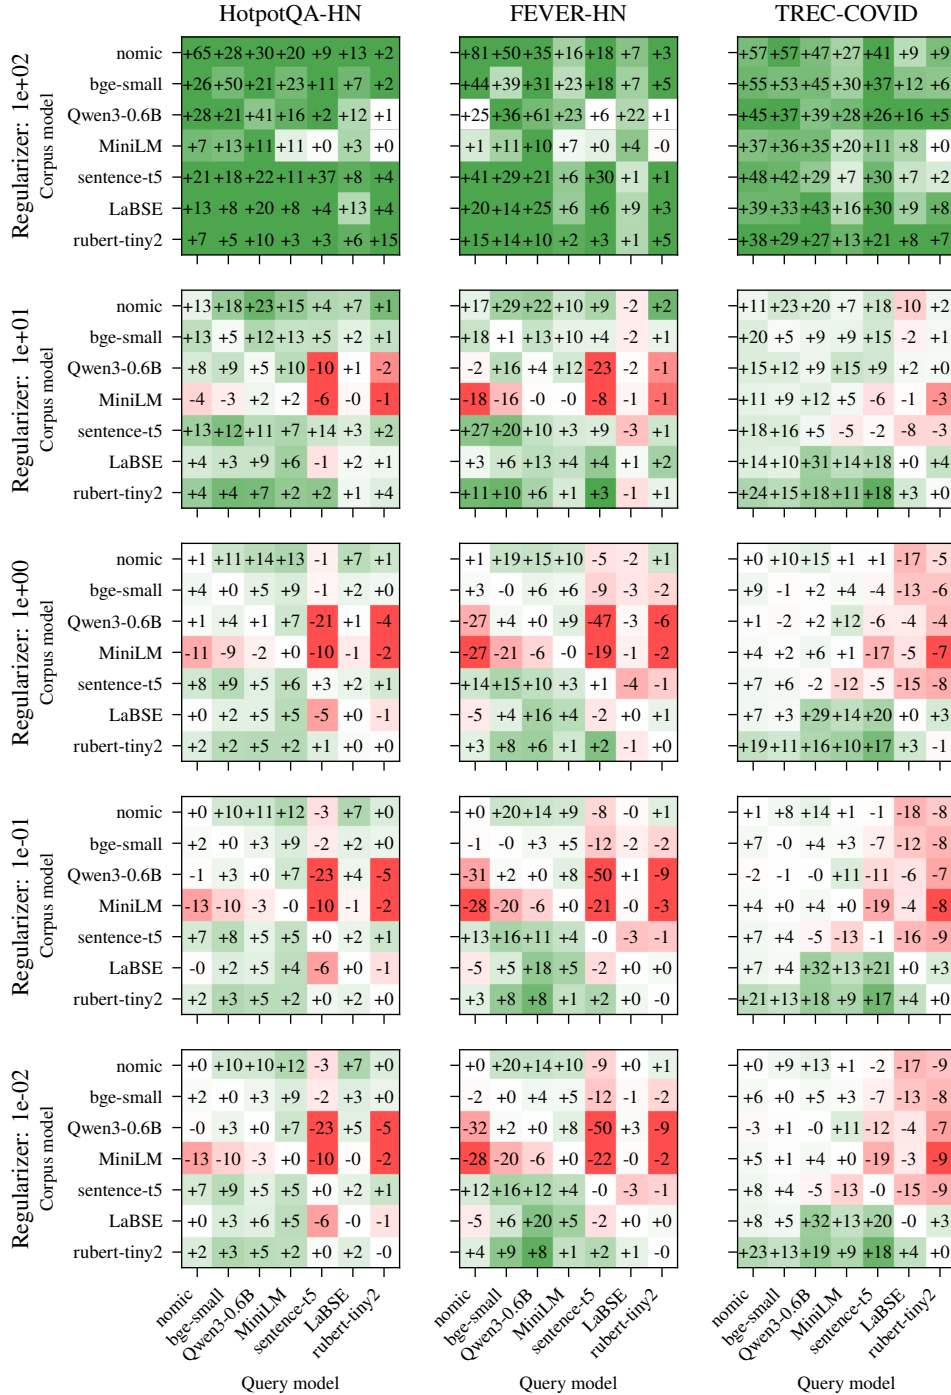 HotpotQA-HN FEVER-HN TREC-COVID
Regularizer: 1e+02
Corpus model
nomic +65 +28 +30 +20 +9 +13 +2 +81 +50 +35 +16 +18 +7 +3 +57 +57 +47 +27 +41 +9 +9
bge-small +26 +50 +21 +23 +11 +7 +2 +44 +39 +31 +23 +18 +7 +5 +55 +53 +45 +30 +37 +12 +6
Qwen3-0.6B +28 +21 +41 +16 +2 +12 +1 +25 +36 +61 +23 +6 +22 +1 +45 +37 +39 +28 +26 +16 +5
MiniLM +7 +13 +11 +11 +0 +3 +0 +1 +11 +10 +7 +0 +4 -0 +37 +36 +35 +20 +11 +8 +0
sentence-t5 +21 +18 +22 +11 +37 +8 +4 +41 +29 +21 +6 +30 +1 +1 +48 +42 +29 +7 +30 +7 +2
LaBSE +13 +8 +20 +8 +4 +13 +4 +20 +14 +25 +6 +6 +9 +3 +39 +33 +43 +16 +30 +9 +8
rubert-tiny2 +7 +5 +10 +3 +3 +6 +15 +15 +14 +10 +2 +3 +1 +5 +38 +29 +27 +13 +21 +8 +7
Regularizer: 1e+01
Corpus model
nomic +13 +18 +23 +15 +4 +7 +1 +17 +29 +22 +10 +9 -2 +2 +11 +23 +20 +7 +18 -10 +2
bge-small +13 +5 +12 +13 +5 +2 +1 +18 +1 +13 +10 +4 -2 +1 +20 +5 +9 +9 +15 -2 +1
Qwen3-0.6B +8 +9 +5 +10 -10 +1 -2 -2 +16 +4 +12 -23 -2 -1 +15 +12 +9 +15 +9 +2 +0
MiniLM -4 -3 +2 +2 -6 -0 -1 -18 -16 -0 -0 -8 -1 -1 +11 +9 +12 +5 -6 -1 -3
sentence-t5 +13 +12 +11 +7 +14 +3 +2 +27 +20 +10 +3 +9 -3 +1 +18 +16 +5 -5 -2 -8 -3
LaBSE +4 +3 +9 +6 -1 +2 +1 +3 +6 +13 +4 +4 +1 +2 +14 +10 +31 +14 +18 +0 +4
rubert-tiny2 +4 +4 +7 +2 +2 +1 +4 +11 +10 +6 +1 +3 -1 +1 +24 +15 +18 +11 +18 +3 +0
Regularizer: 1e+00
Corpus model
nomic +1 +11 +14 +13 -1 +7 +1 +1 +19 +15 +10 -5 -2 +1 +0 +10 +15 +1 +1 -17 -5
bge-small +4 +0 +5 +9 -1 +2 +0 +3 -0 +6 +6 -9 -3 -2 +9 -1 +2 +4 -4 -13 -6
Qwen3-0.6B +1 +4 +1 +7 -21 +1 -4 -27 +4 +0 +9 -47 -3 -6 +1 -2 -2 +12 -6 -4 -4
MiniLM -11 -9 -2 +0 -10 -1 -2 -27 -21 -6 -0 -19 -1 -2 +4 +2 +6 +1 -17 -5 -7
sentence-t5 +8 +9 +5 +6 +3 +2 +1 +14 +15 +10 +3 +1 -4 -1 +7 +6 -2 -12 -5 -15 -8
LaBSE +0 +2 +5 +5 -5 +0 -1 -5 +4 +16 +4 -2 +0 +1 +7 +3 +29 +14 +20 +0 +3
rubert-tiny2 +2 +2 +5 +2 +1 +0 +0 +3 +8 +6 +1 +2 -1 +0 +19 +11 +16 +10 +17 +3 -1
Regularizer: 1e-01
Corpus model
nomic +0 +10 +11 +12 -3 +7 +0 +0 +20 +14 +9 -8 -0 +1 +1 +8 +14 +1 -1 -18 -8
bge-small +2 +0 +3 +9 -2 +2 +0 -1 -0 +3 +5 -12 -2 -2 +7 -0 +4 +3 -7 -12 -8
Qwen3-0.6B -1 +3 +0 +7 -23 +4 -5 -31 +2 +0 +8 -50 +1 -9 -2 -1 -0 +11 -11 -6 -7
MiniLM -13 -10 -3 -0 -10 -1 -2 -28 -20 -6 +0 -21 -0 -3 +4 +0 +4 +0 -19 -4 -8
sentence-t5 +7 +8 +5 +5 +0 +2 +1 +13 +16 +11 +4 -0 -3 -1 +7 +4 -5 -13 -1 -16 -9
LaBSE -0 +2 +5 +4 -6 +0 -1 -5 +5 +18 +5 -2 +0 +0 +7 +4 +32 +13 +21 +0 +3
rubert-tiny2 +2 +3 +5 +2 +0 +2 +0 +3 +8 +8 +1 +2 +0 -0 +21 +13 +18 +9 +17 +4 +0
Regularizer: 1e-02
Corpus model
nomic +0 +10 +10 +12 -3 +7 +0 +0 +20 +14 +10 -9 -0 +1 +0 +9 +13 +1 -2 -17 -9
bge-small +2 +0 +3 +9 -2 +3 +0 -2 -0 +4 +5 -12 -1 -2 +6 +0 +5 +3 -7 -13 -8
Qwen3-0.6B -0 +3 +0 +7 -23 +5 -5 -32 +2 +0 +8 -50 +3 -9 -3 +1 -0 +11 -12 -4 -7
MiniLM -13 -10 -3 +0 -10 -0 -2 -28 -20 -6 +0 -22 -0 -2 -0 +1 +4 +0 -19 -3 -9
sentence-t5 +7 +9 +5 +5 +0 +2 +1 +12 +16 +12 +4 -0 -3 -1 +8 +4 -5 -13 -0 -15 -9
LaBSE +0 +3 +6 +5 -6 -0 -1 -5 +6 +20 +5 -2 +0 +0 +8 +5 +32 +13 +20 -0 +3
rubert-tiny2 +2 +3 +5 +2 +0 +2 -0 +4 +9 +8 +1 +2 +1 -0 +23 +13 +19 +9 +18 +4 +0
nomic bge-small Qwen3-0.6B MiniLM sentence-t5 LaBSE rubert-tiny2 nomic bge-small Qwen3-0.6B MiniLM sentence-t5 LaBSE rubert-tiny2 nomic bge-small Qwen3-0.6B MiniLM sentence-t5 LaBSE rubert-tiny2
Query model Query model Query model